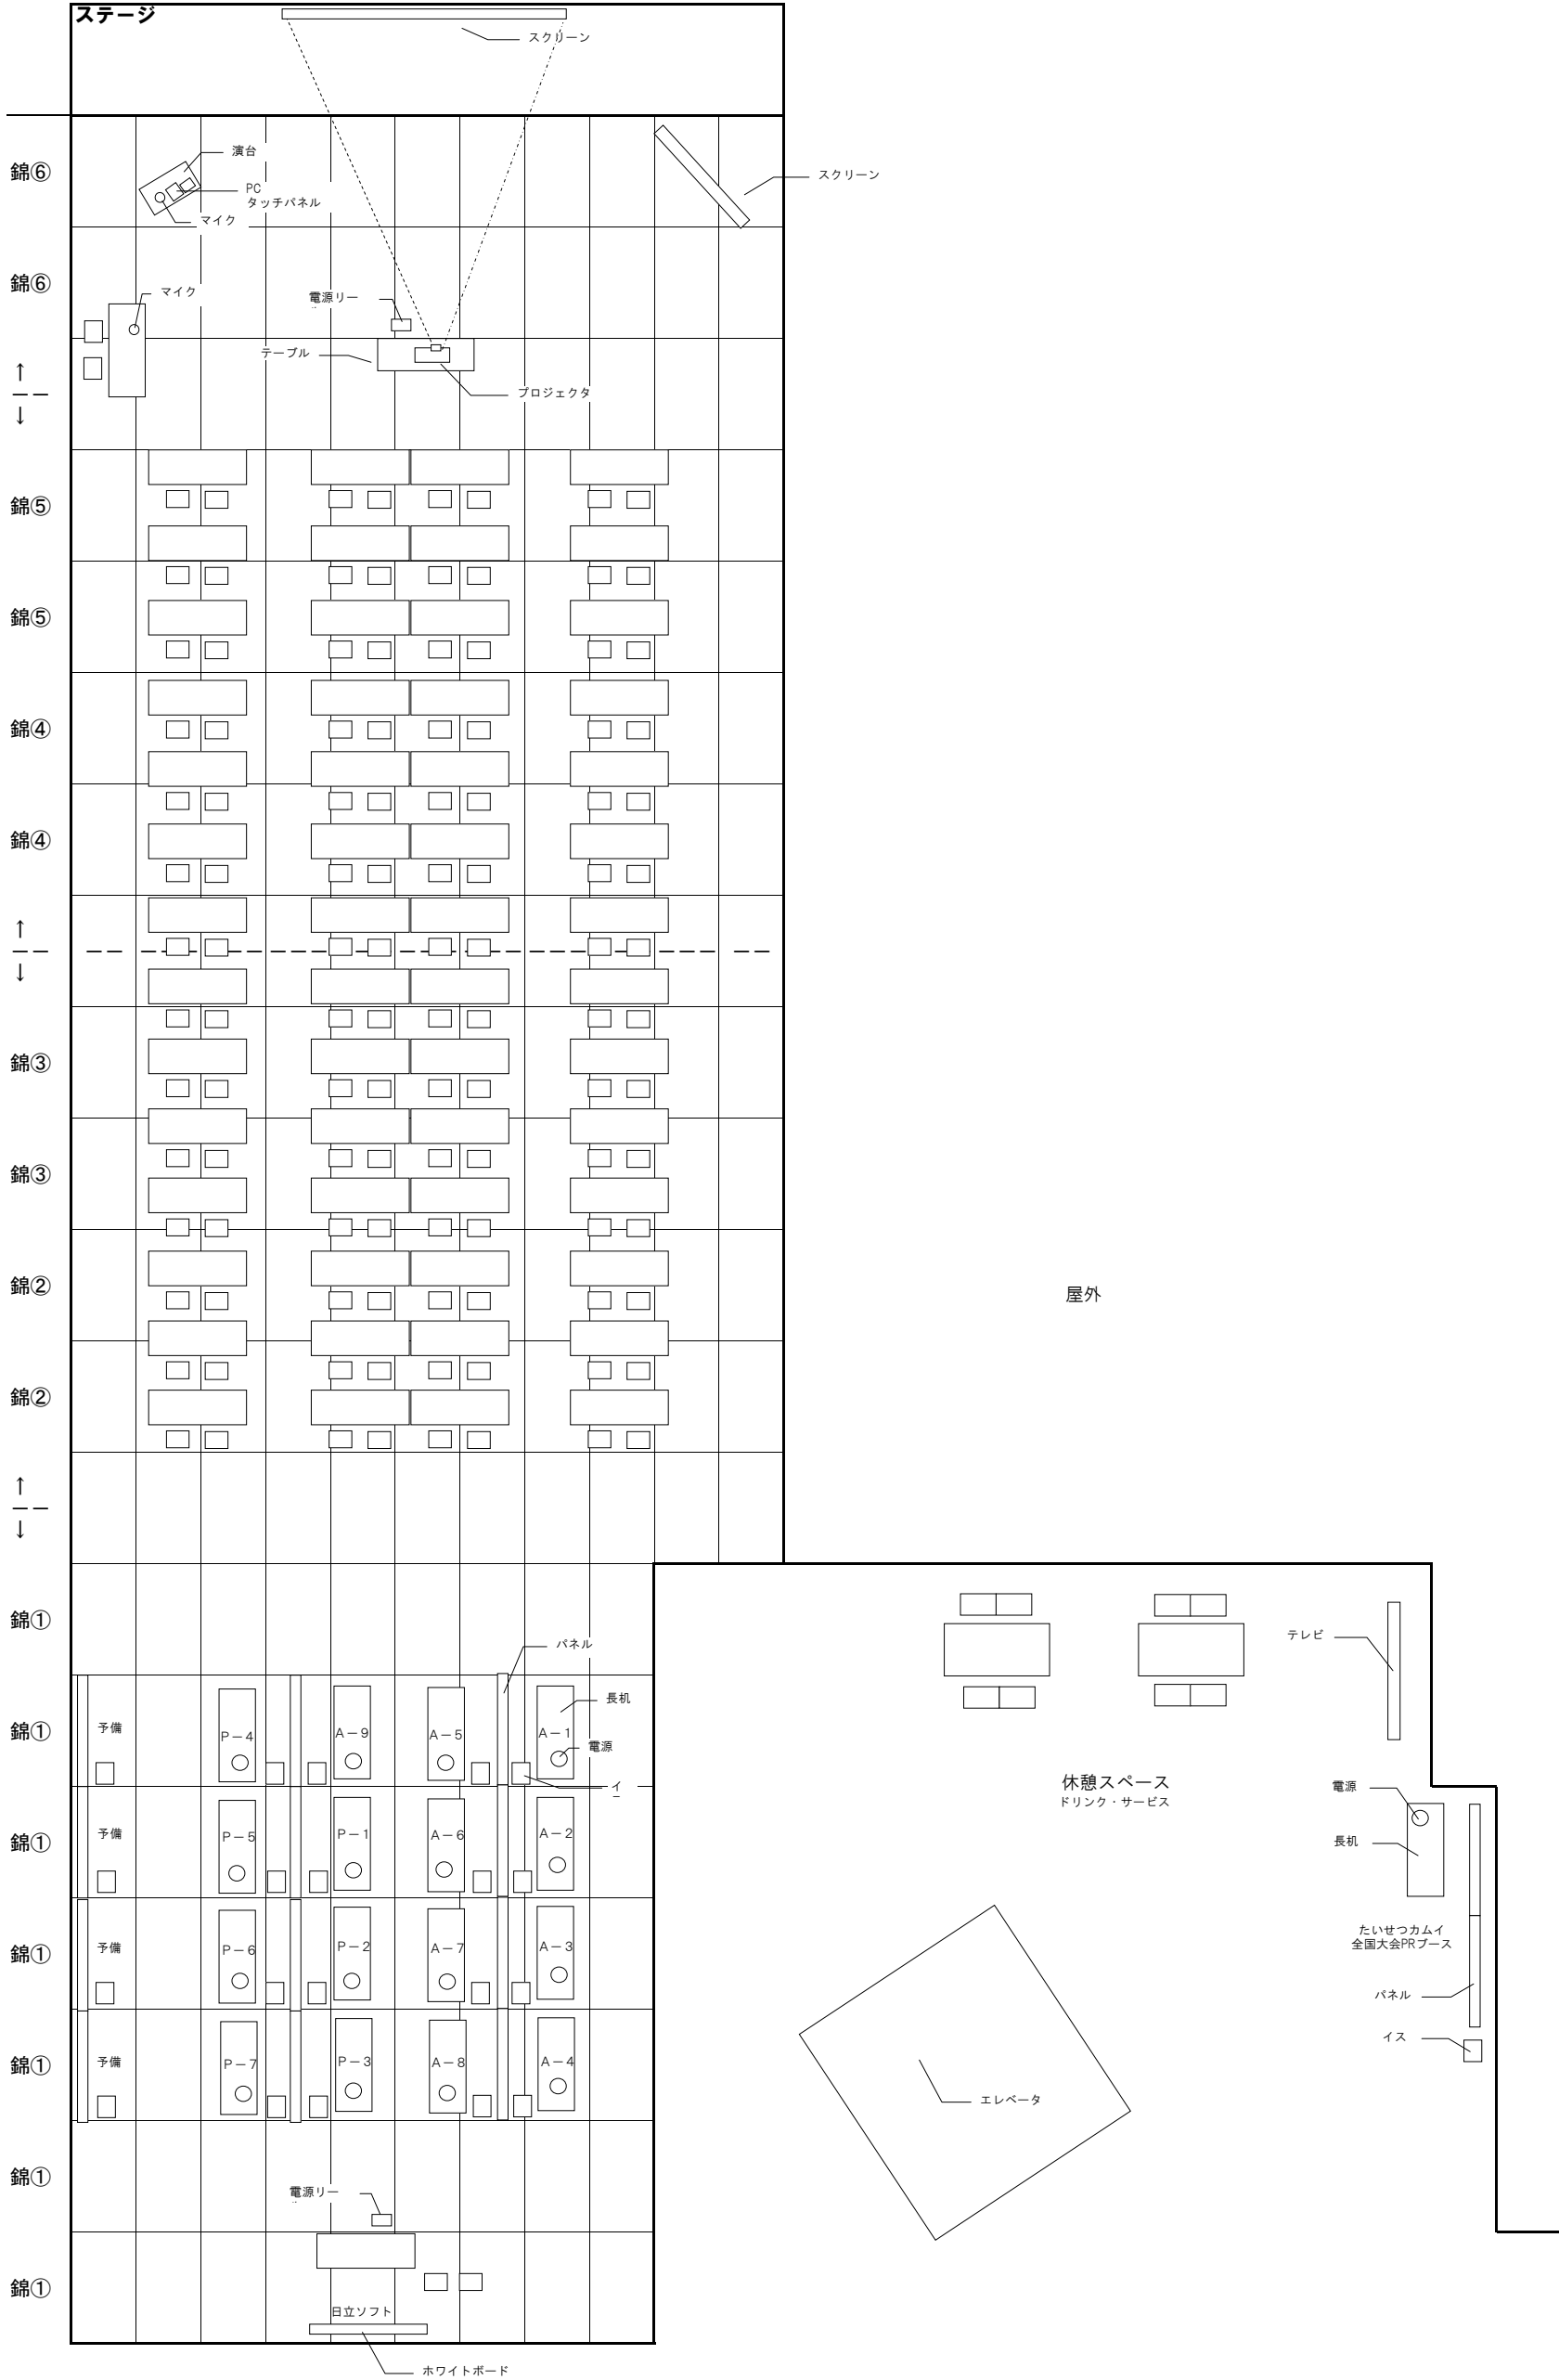 ステージ
スクリーン
錦⑥
演台
PC
タッチパネル
マイク
スクリーン
錦⑥
マイク
電源リー
テーブル
プロジェクタ
↑
↓
錦⑤
錦⑤
錦④
錦④
↑
↓
錦③
錦③
錦②
屋外
錦②
↑
↓
錦①
パネル
テレビ
長机
錦①
予備
P－4
A－9
A－5
A－1
電源
イ
休憩スペース
ドリンク・サービス
電源
長机
錦①
予備
P－5
P－1
A－6
A－2
たいせつカムイ
全国大会PRブース
錦①
予備
P－6
P－2
A－7
A－3
パネル
イス
錦①
予備
P－7
P－3
A－8
A－4
エレベータ
錦①
電源リー
錦①
日立ソフト
ホワイトボード